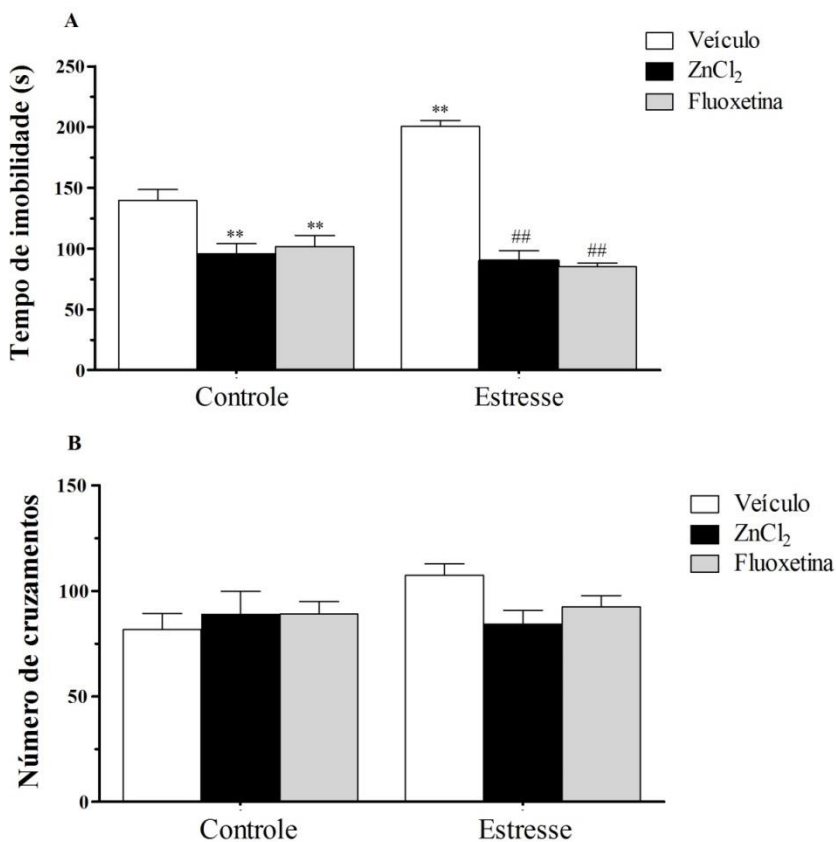 A
Veículo
ZnCl₂
Fluoxetina
Tempo de imobilidade (s)
250
200
150
100
50
0
**
**
**
##
##
Controle
Estresse
B
Veículo
ZnCl₂
Fluoxetina
Número de cruzamentos
150
100
50
0
Controle
Estresse